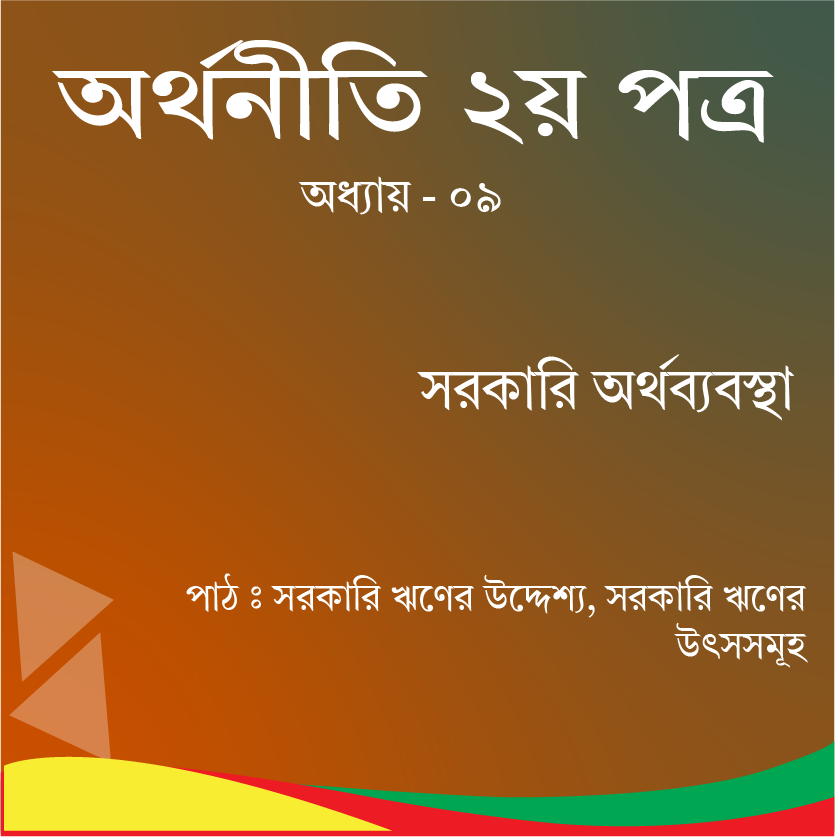 অর্থনীতি ২য় পত্র
অধ্যায় - ০৯
সরকারি অর্থব্যবস্থা
পাঠ ঃ সরকারি ঋণের উদ্দেশ্য, সরকারি ঋণের
উৎসসমূহ